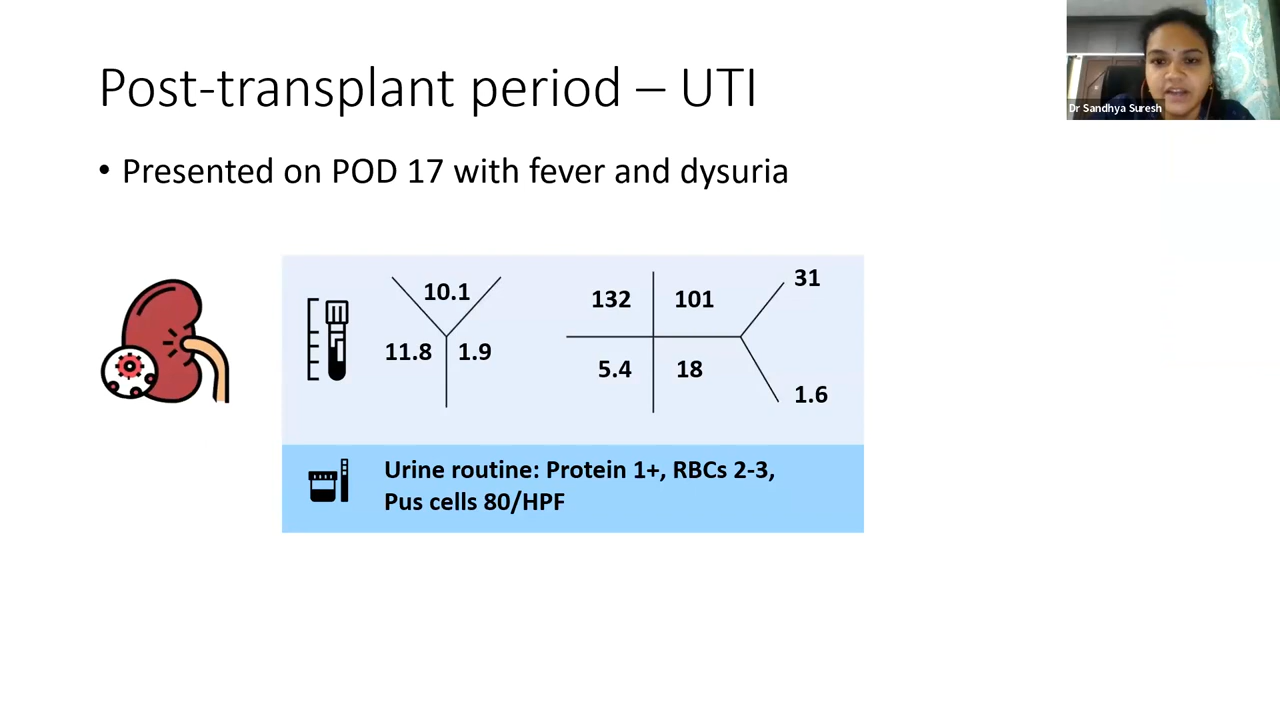 Post-transplant period – UTI
Dr Sandhya Suresh
• Presented on POD 17 with fever and dysuria
10.1
11.8 1.9
132 101 31
5.4 18 1.6
Urine routine: Protein 1+, RBCs 2-3,
Pus cells 80/HPF